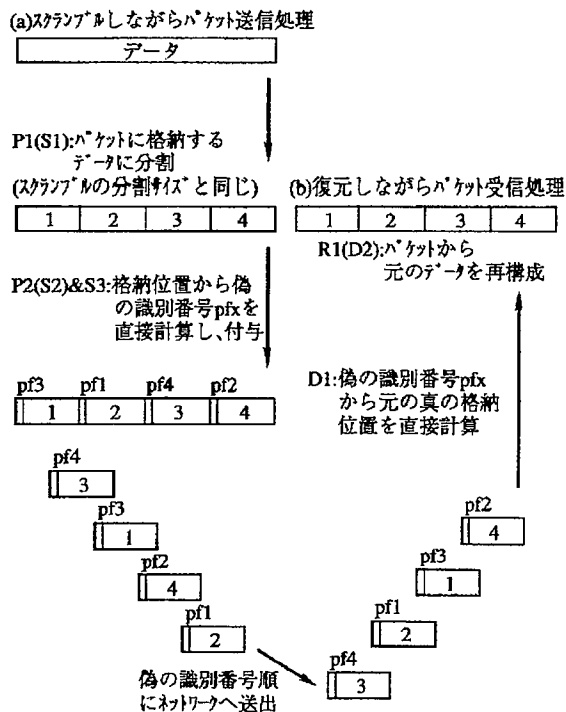 (a)ｽｸﾗﾝﾌﾞﾙしながらﾊﾟｹｯﾄ送信処理
データ
P1(S1):ﾊﾟｹｯﾄに格納する
ﾃﾞｰﾀに分割
(ｽｸﾗﾝﾌﾞﾙの分割ｻｲｽﾞと同じ)
1 2 3 4
P2(S2)&S3:格納位置から偽
の識別番号pfxを
直接計算し、付与
pf3 pf1 pf4 pf2
1 2 3 4
pf4
3
pf3
1
pf2
4
pf1
2
偽の識別番号順
にﾈｯﾄﾜｰｸへ送出
(b)復元しながらﾊﾟｹｯﾄ受信処理
1 2 3 4
R1(D2):ﾊﾟｹｯﾄから
元のﾃﾞｰﾀを再構成
D1:偽の識別番号pfx
から元の真の格納
位置を直接計算
pf2
4
pf3
1
pf1
2
pf4
3